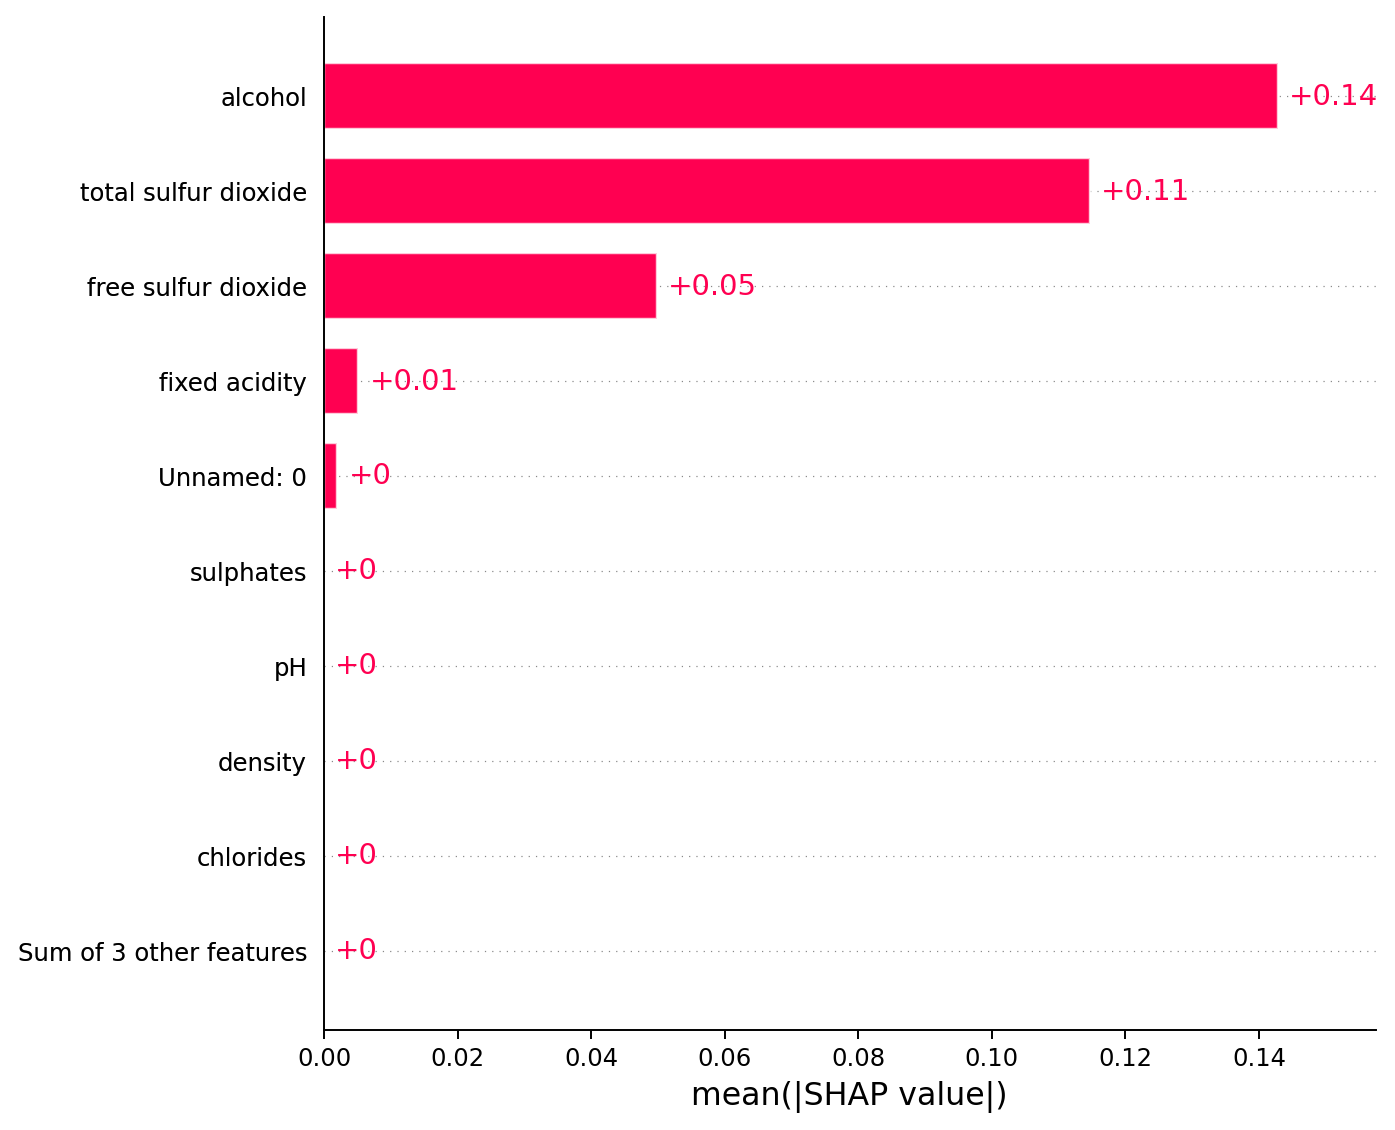 alcohol +0.14
total sulfur dioxide +0.11
free sulfur dioxide +0.05
fixed acidity +0.01
Unnamed: 0 +0
sulphates +0
pH +0
density +0
chlorides +0
Sum of 3 other features +0
0.00 0.02 0.04 0.06 0.08 0.10 0.12 0.14
mean(|SHAP value|)